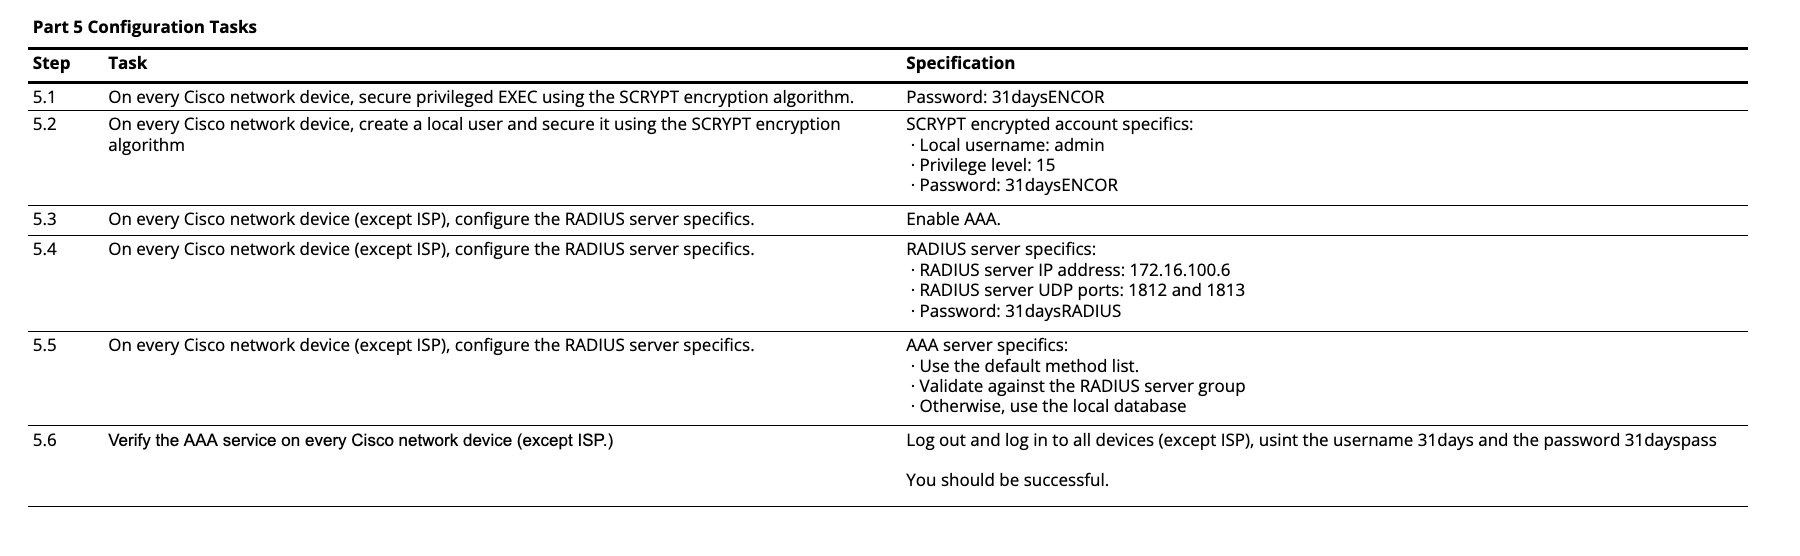 Part 5 Configuration Tasks
Step Task Specification
5.1 On every Cisco network device, secure privileged EXEC using the SCRYPT encryption algorithm. Password: 31daysENCOR
5.2 On every Cisco network device, create a local user and secure it using the SCRYPT encryption SCRYPT encrypted account specifics:
algorithm · Local username: admin
· Privilege level: 15
· Password: 31daysENCOR
5.3 On every Cisco network device (except ISP), configure the RADIUS server specifics. Enable AAA.
5.4 On every Cisco network device (except ISP), configure the RADIUS server specifics. RADIUS server specifics:
· RADIUS server IP address: 172.16.100.6
· RADIUS server UDP ports: 1812 and 1813
· Password: 31daysRADIUS
5.5 On every Cisco network device (except ISP), configure the RADIUS server specifics. AAA server specifics:
· Use the default method list.
· Validate against the RADIUS server group
· Otherwise, use the local database
5.6 Verify the AAA service on every Cisco network device (except ISP.) Log out and log in to all devices (except ISP), usint the username 31days and the password 31dayspass
You should be successful.